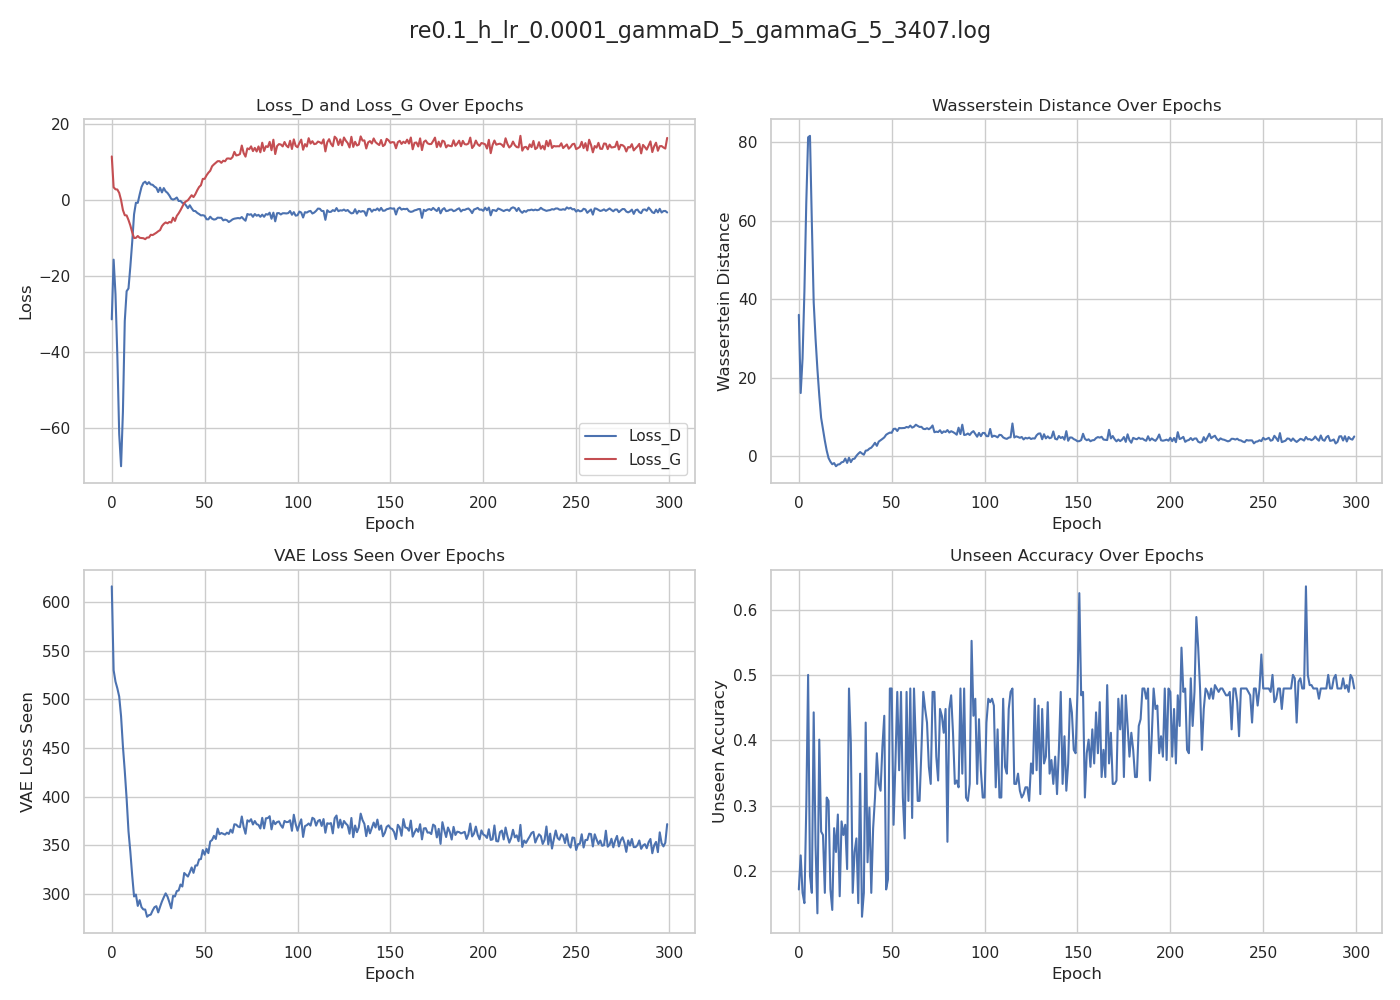 re0.1_h_lr_0.0001_gammaD_5_gammaG_5_3407.log
Loss_D and Loss_G Over Epochs
20
0
−20
−40
−60
Loss
0 50 100 150 200 250 300
Epoch
Loss_D
Loss_G
Wasserstein Distance Over Epochs
80
60
40
20
0
Wasserstein Distance
0 50 100 150 200 250 300
Epoch
VAE Loss Seen Over Epochs
600
550
500
450
400
350
300
VAE Loss Seen
0 50 100 150 200 250 300
Epoch
Unseen Accuracy Over Epochs
0.6
0.5
0.4
0.3
0.2
Unseen Accuracy
0 50 100 150 200 250 300
Epoch